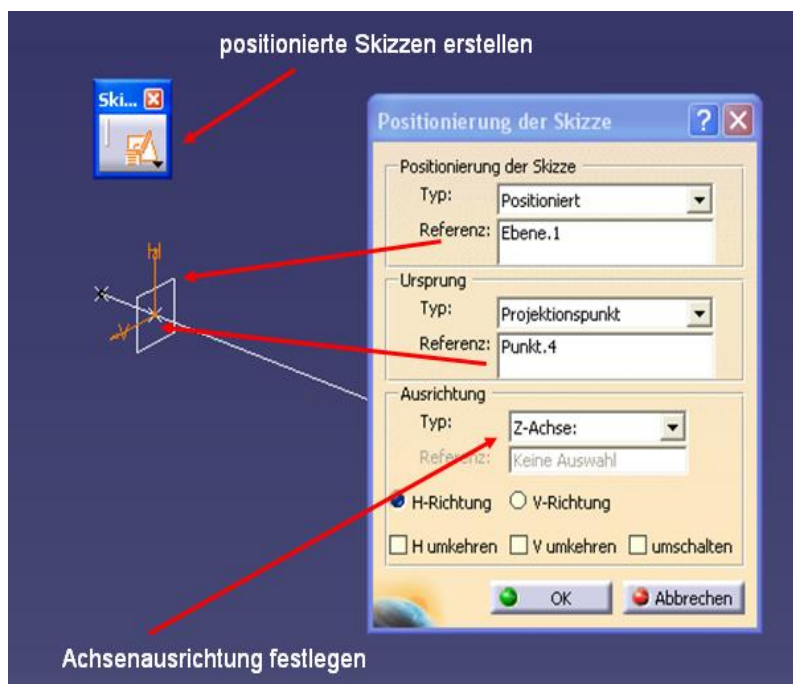 positionierte Skizzen erstellen
Ski...
Positionierung der Skizze
Positionierung der Skizze
Typ: Positioniert
Referenz: Ebene.1
Ursprung
Typ: Projektionspunkt
Referenz: Punkt.4
Ausrichtung
Typ: Z-Achse:
Referenz: Keine Auswahl
H-Richtung V-Richtung
H umkehren V umkehren umschalten
OK Abbrechen
H
V
Achsenausrichtung festlegen